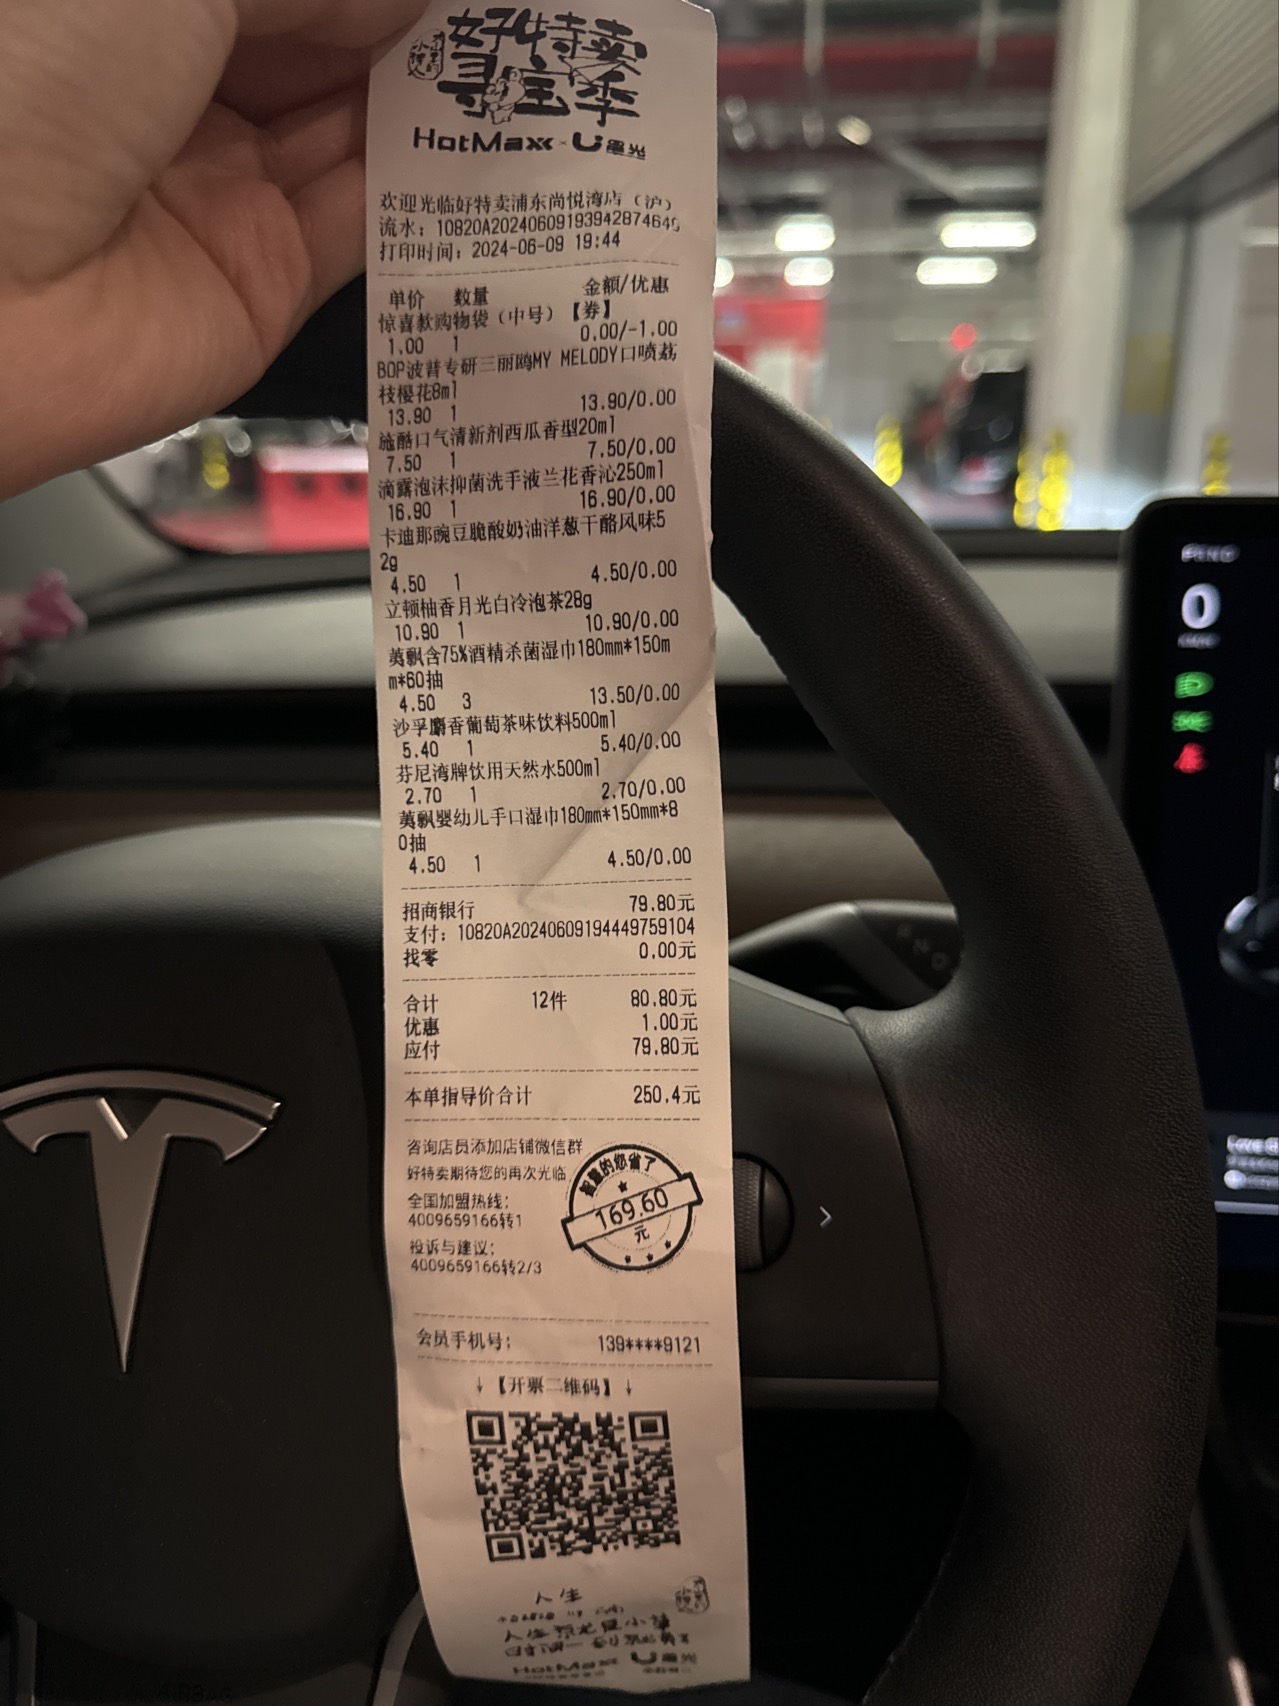 好特卖
寻宝季
HotMaxx × U 晨光
欢迎光临好特卖浦东尚悦湾店（沪）
流水：10820A20240609193942874646
打印时间：2024-06-09 19:44
单价 数量 金额/优惠
惊喜款购物袋（中号）【券】
1.00 1 0.00/-1.00
BOP波普专研三丽鸥MY MELODY口喷荔
枝樱花8ml
13.90 1 13.90/0.00
施酷口气清新剂西瓜香型20ml
7.50 1 7.50/0.00
滴露泡沫抑菌洗手液兰花香沁250ml
16.90 1 16.90/0.00
卡迪那豌豆脆酸奶油洋葱干酪风味5
2g
4.50 1 4.50/0.00
立顿柚香月光白冷泡茶28g
10.90 1 10.90/0.00
荑飘含75%酒精杀菌湿巾180mm*150m
m*60抽
4.50 3 13.50/0.00
沙孚麝香葡萄茶味饮料500ml
5.40 1 5.40/0.00
芬尼湾牌饮用天然水500ml
2.70 1 2.70/0.00
荑飘婴幼儿手口湿巾180mm*150mm*8
0抽
4.50 1 4.50/0.00
招商银行 79.80元
支付：10820A20240609194449759104
找零 0.00元
合计 12件 80.80元
优惠 1.00元
应付 79.80元
本单指导价合计 250.4元
咨询店员添加店铺微信群
好特卖期待您的再次光临
全国加盟热线：
4009659166转1
投诉与建议：
4009659166转2/3
智慧的您省了
169.60
元
会员手机号： 139****9121
↓【开票二维码】↓
人生
HotMaxx U 晨光
0